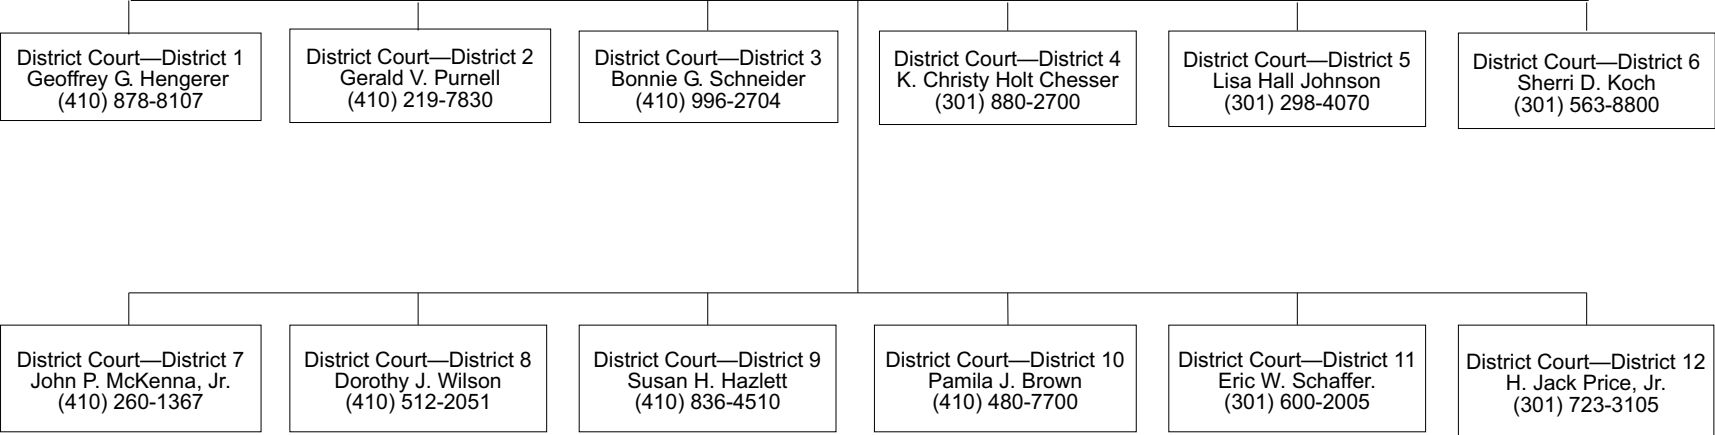 District Court—District 1
Geoffrey G. Hengerer
(410) 878-8107
District Court—District 2
Gerald V. Purnell
(410) 219-7830
District Court—District 3
Bonnie G. Schneider
(410) 996-2704
District Court—District 4
K. Christy Holt Chesser
(301) 880-2700
District Court—District 5
Lisa Hall Johnson
(301) 298-4070
District Court—District 6
Sherri D. Koch
(301) 563-8800
District Court—District 7
John P. McKenna, Jr.
(410) 260-1367
District Court—District 8
Dorothy J. Wilson
(410) 512-2051
District Court—District 9
Susan H. Hazlett
(410) 836-4510
District Court—District 10
Pamila J. Brown
(410) 480-7700
District Court—District 11
Eric W. Schaffer.
(301) 600-2005
District Court—District 12
H. Jack Price, Jr.
(301) 723-3105